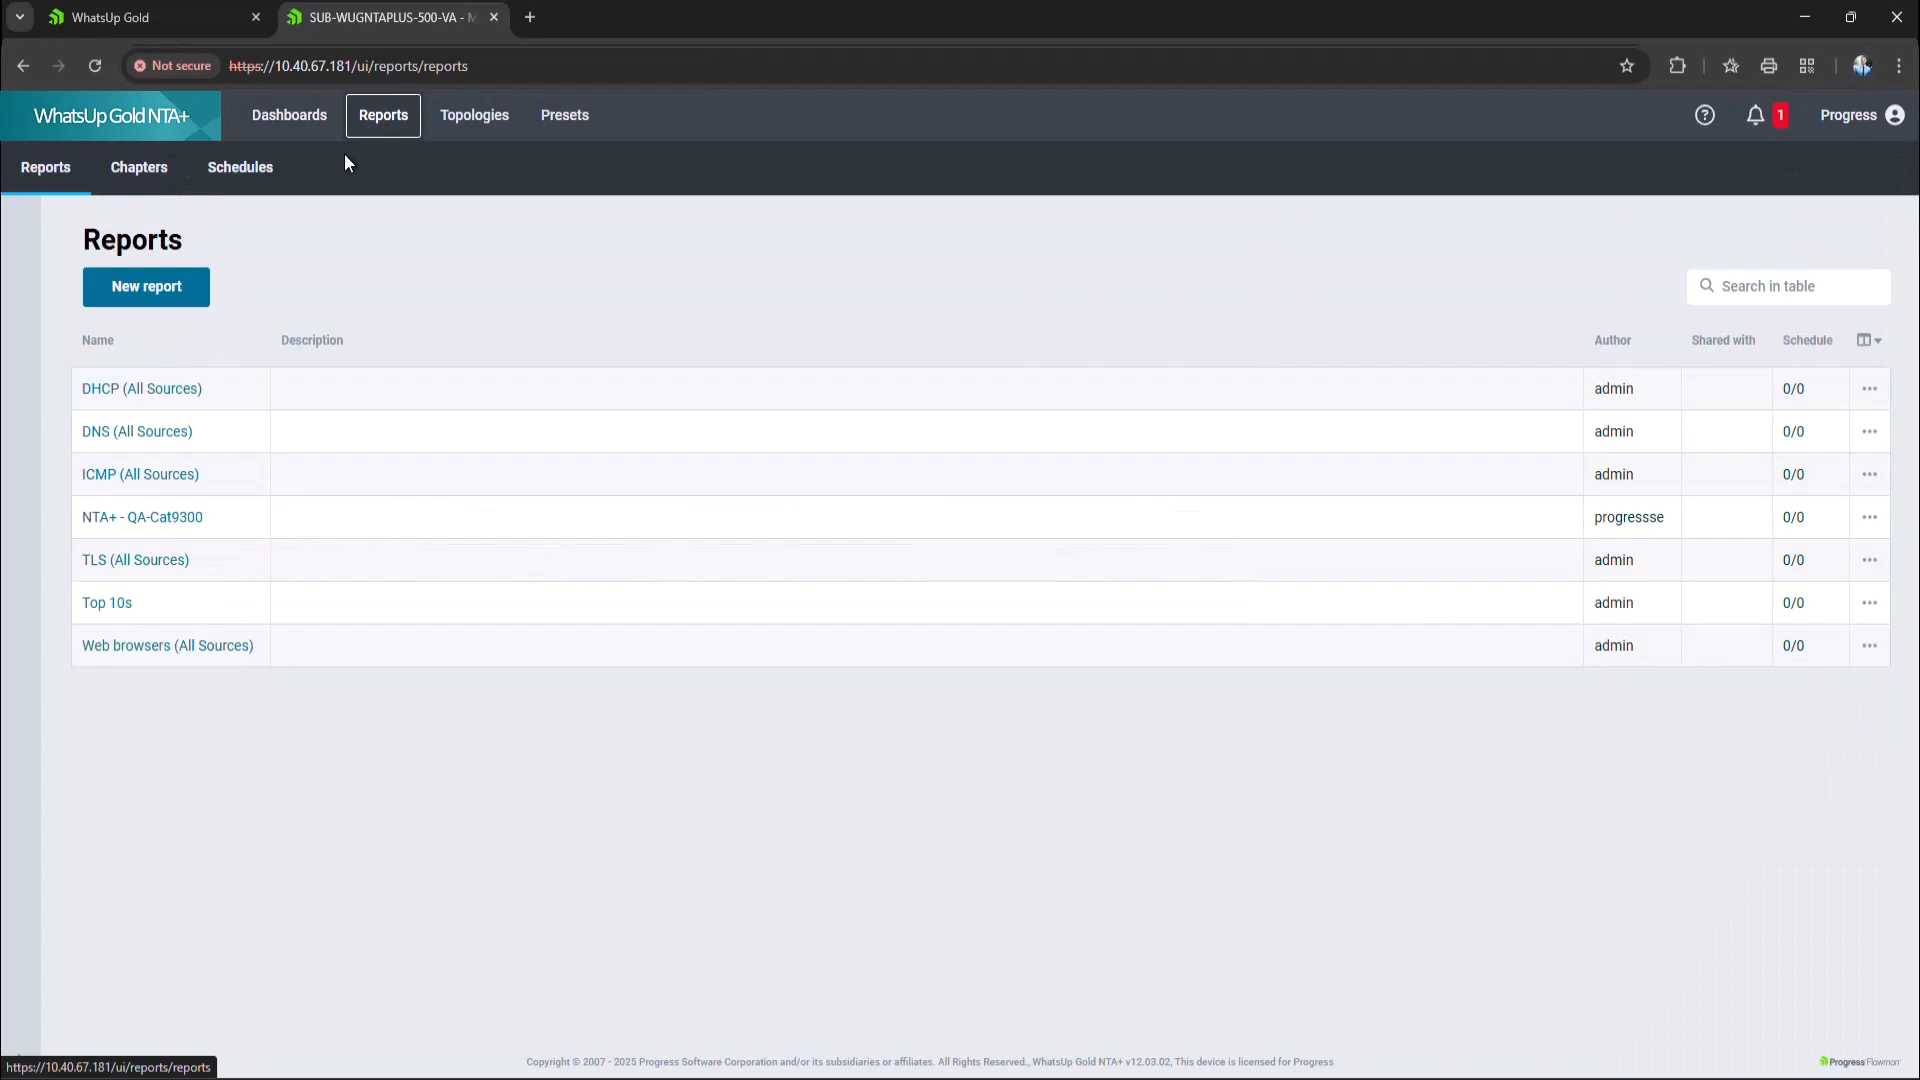 WhatsUp Gold
SUB-WUGNTAPLUS-500-VA - M
Not secure
https://10.40.67.181/ui/reports/reports
WhatsUp Gold NTA+
Dashboards
Reports
Topologies
Presets
1
Progress
Reports
Chapters
Schedules
Reports
New report
Search in table
Name Description Author Shared with Schedule
DHCP (All Sources) admin 0/0
DNS (All Sources) admin 0/0
ICMP (All Sources) admin 0/0
NTA+ - QA-Cat9300 progressse 0/0
TLS (All Sources) admin 0/0
Top 10s admin 0/0
Web browsers (All Sources) admin 0/0
Copyright © 2007 - 2025 Progress Software Corporation and/or its subsidiaries or affiliates. All Rights Reserved., WhatsUp Gold NTA+ v12.03.02, This device is licensed for Progress
Progress Flowmon
https://10.40.67.181/ui/reports/reports